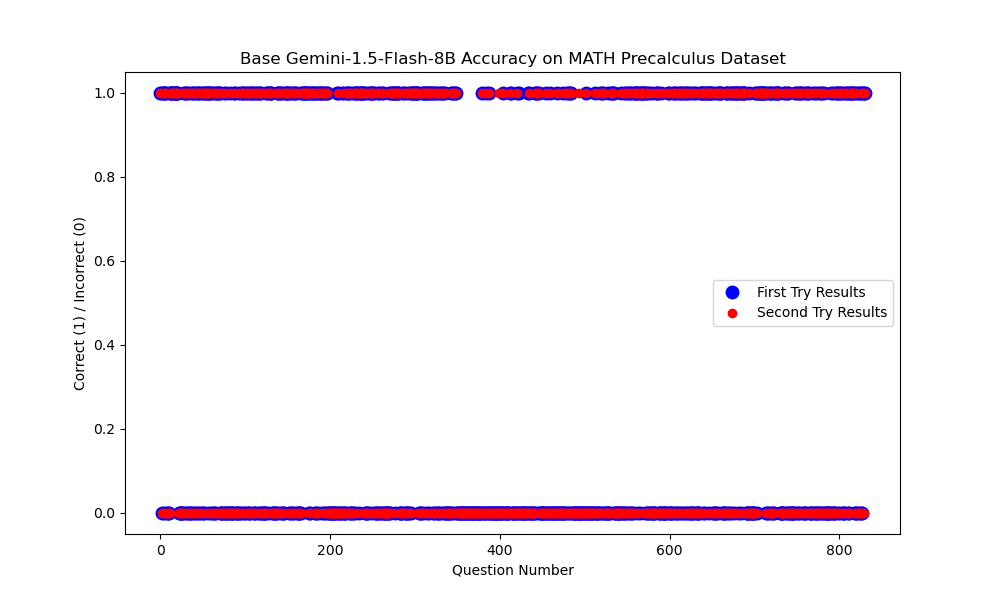 Base Gemini-1.5-Flash-8B Accuracy on MATH Precalculus Dataset
1.0
0.8
0.6
0.4
0.2
0.0
Correct (1) / Incorrect (0)
First Try Results
Second Try Results
0 200 400 600 800
Question Number